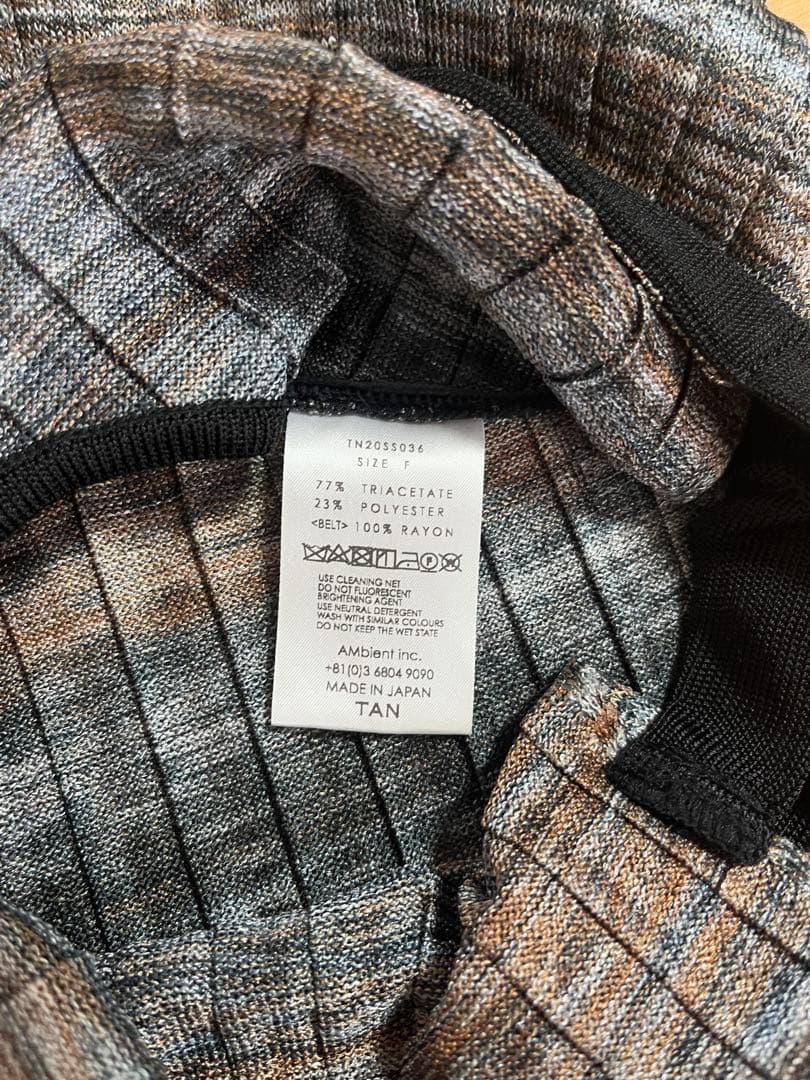 TN20SS036
SIZE F
77% TRIACETATE
23% POLYESTER
<BELT> 100% RAYON
USE CLEANING NET
DO NOT FLUORESCENT
BRIGHTENING AGENT
USE NEUTRAL DETERGENT
WASH WITH SIMILAR COLOURS
DO NOT KEEP THE WET STATE
AMbient inc.
+81(0)3 6804 9090
MADE IN JAPAN
TAN